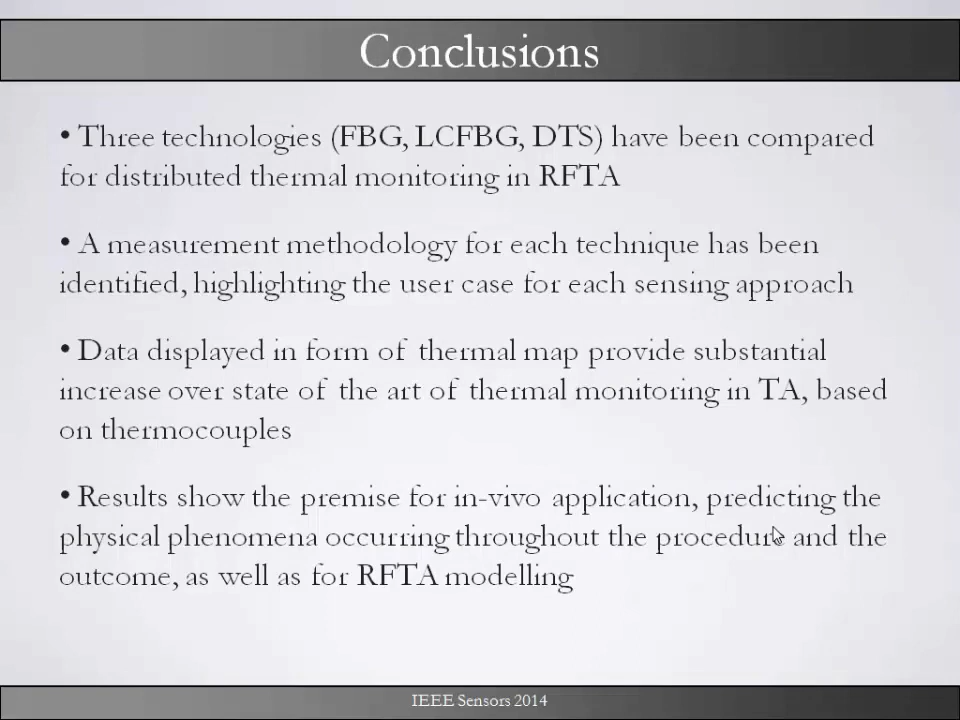 Conclusions
• Three technologies (FBG, LCFBG, DTS) have been compared
for distributed thermal monitoring in RFTA
• A measurement methodology for each technique has been
identified, highlighting the user case for each sensing approach
• Data displayed in form of thermal map provide substantial
increase over state of the art of thermal monitoring in TA, based
on thermocouples
• Results show the premise for in-vivo application, predicting the
physical phenomena occurring throughout the procedure and the
outcome, as well as for RFTA modelling
IEEE Sensors 2014